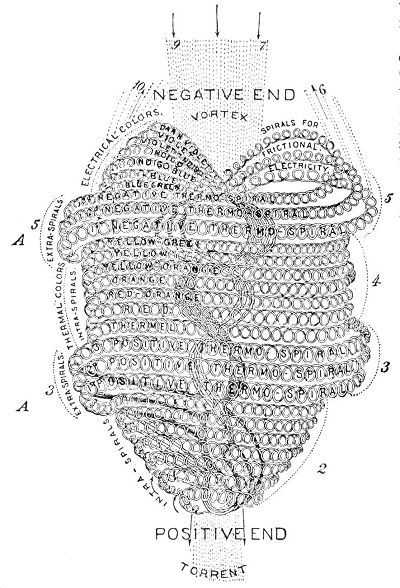 9 7
10 6
NEGATIVE END
VORTEX
ELECTRICAL-COLORS.
SPIRALS FOR
FRICTIONAL
ELECTRICITY
DARK
VIOLET
INDIGO
INDIGO BLUE
BLUE
BLUE GREEN
NEGATIVE THERMO-SPIRAL
NEGATIVE THERMO-SPIRAL
NEGATIVE THERMO-SPIRAL
5 5
A
EXTRA-SPIRALS
YELLOW-GREEN
YELLOW
YELLOW-ORANGE
ORANGE
RED-ORANGE
RED
THERMEL
4
THERMAL-COLORS
INTRA-SPIRALS.
POSITIVE THERMO-SPIRAL
POSITIVE THERMO-SPIRAL
POSITIVE THERMO-SPIRAL
3 3
A
EXTRA-SPIRALS.
INTRA-SPIRALS
2
POSITIVE END
TORRENT